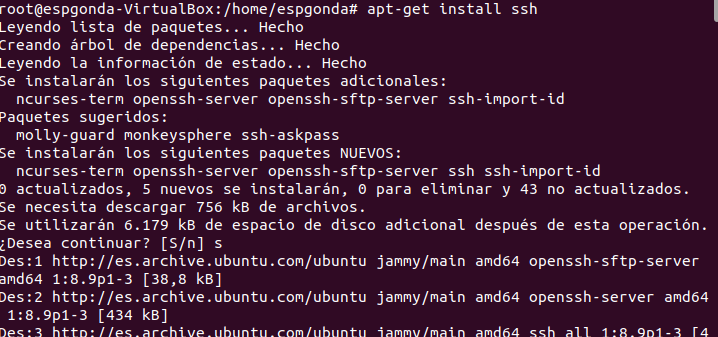 root@espgonda-VirtualBox:/home/espgonda# apt-get install ssh
Leyendo lista de paquetes... Hecho
Creando árbol de dependencias... Hecho
Leyendo la información de estado... Hecho
Se instalarán los siguientes paquetes adicionales:
  ncurses-term openssh-server openssh-sftp-server ssh-import-id
Paquetes sugeridos:
  molly-guard monkeysphere ssh-askpass
Se instalarán los siguientes paquetes NUEVOS:
  ncurses-term openssh-server openssh-sftp-server ssh ssh-import-id
0 actualizados, 5 nuevos se instalarán, 0 para eliminar y 43 no actualizados.
Se necesita descargar 756 kB de archivos.
Se utilizarán 6.179 kB de espacio de disco adicional después de esta operación.
¿Desea continuar? [S/n] s
Des:1 http://es.archive.ubuntu.com/ubuntu jammy/main amd64 openssh-sftp-server
amd64 1:8.9p1-3 [38,8 kB]
Des:2 http://es.archive.ubuntu.com/ubuntu jammy/main amd64 openssh-server amd64
 1:8.9p1-3 [434 kB]
Des:3 http://es.archive.ubuntu.com/ubuntu jammy/main amd64 ssh all 1:8.9p1-3 [4